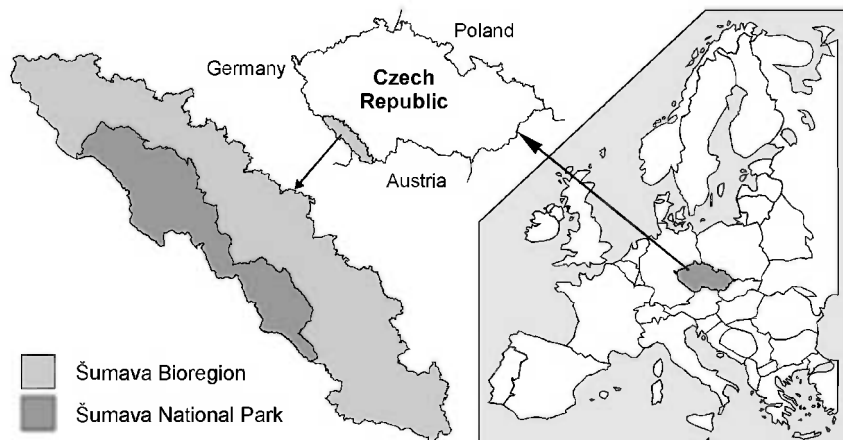 Poland
Germany
Czech
Republic
Austria
Šumava Bioregion
Šumava National Park